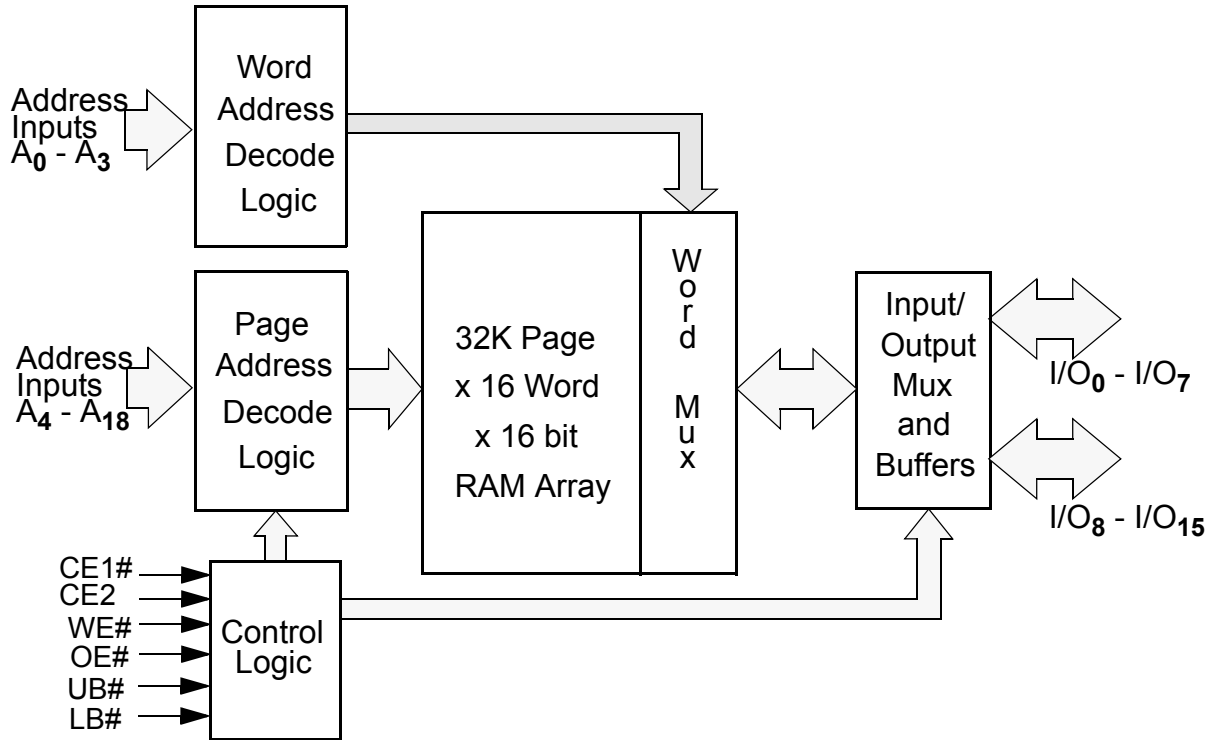 Word
Address
Decode
Logic
Address
Inputs
A0 - A3
Word Mux
Page
Address
Decode
Logic
Address
Inputs
A4 - A18
32K Page
x 16 Word
x 16 bit
RAM Array
Input/
Output
Mux
and
Buffers
I/O0 - I/O7
I/O8 - I/O15
CE1#
CE2
WE#
OE#
UB#
LB#
Control
Logic